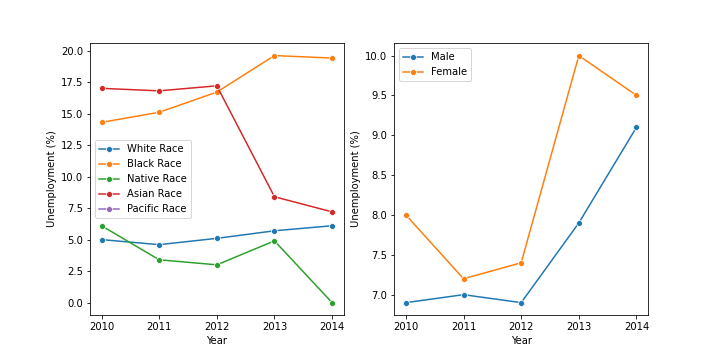 20.0
17.5
15.0
12.5
10.0
7.5
5.0
2.5
0.0
Unemployment (%)
White Race
Black Race
Native Race
Asian Race
Pacific Race
2010 2011 2012 2013 2014
Year
10.0
9.5
9.0
8.5
8.0
7.5
7.0
Unemployment (%)
Male
Female
2010 2011 2012 2013 2014
Year